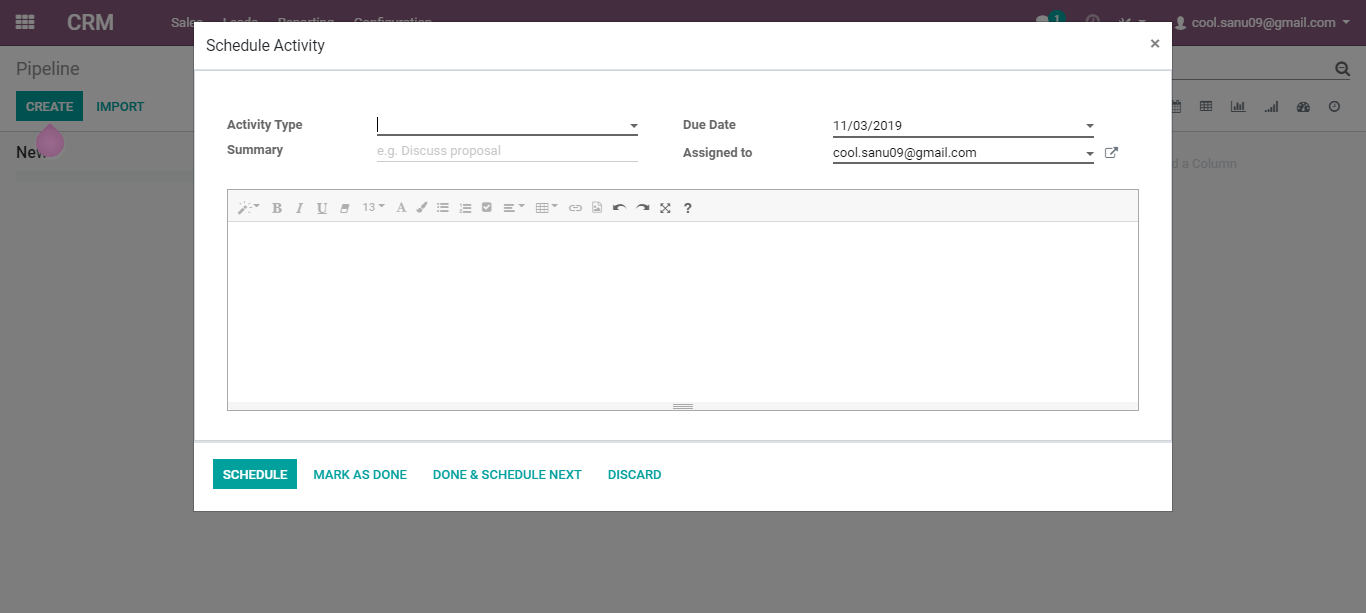 CRM Sales Leads Reporting Configuration 1 cool.sanu09@gmail.com
Schedule Activity ×
Pipeline
CREATE IMPORT
Activity Type Due Date 11/03/2019
Summary e.g. Discuss proposal Assigned to cool.sanu09@gmail.com
New
a Column
B I U 13 A ?
SCHEDULE MARK AS DONE DONE & SCHEDULE NEXT DISCARD